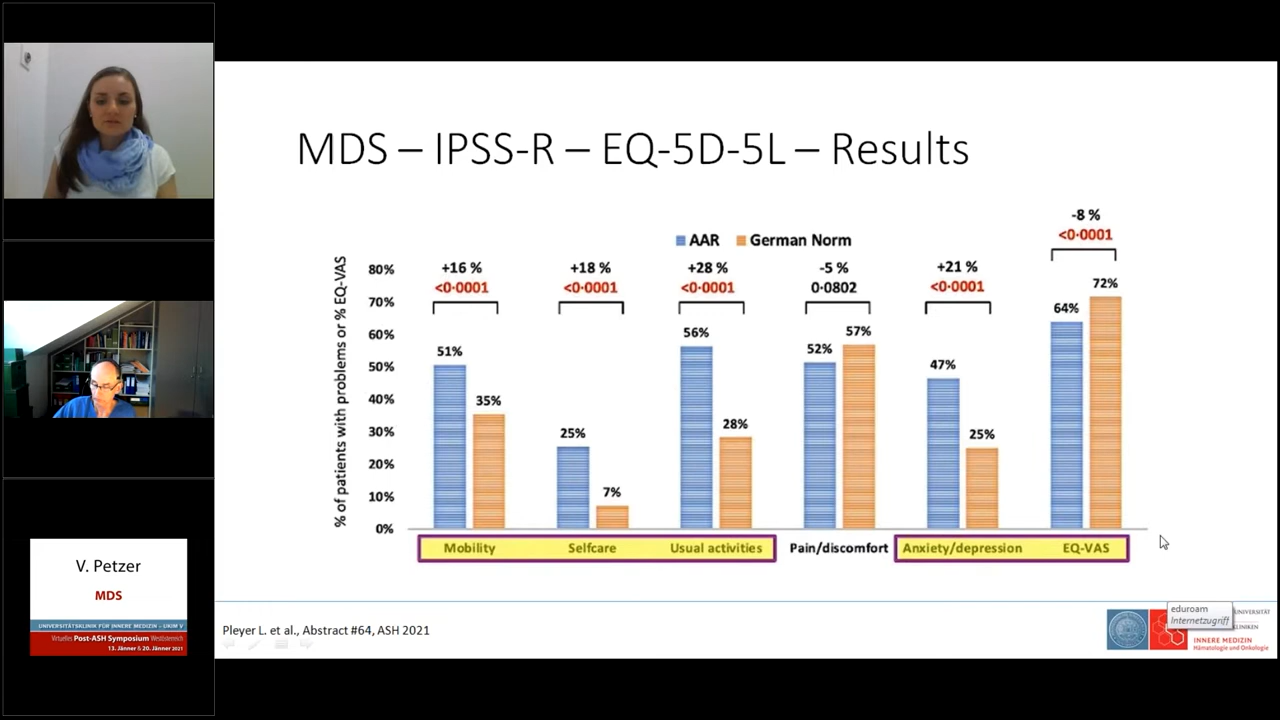 MDS – IPSS-R – EQ-5D-5L – Results
AAR
German Norm
% of patients with problems or % EQ-VAS
80%
70%
60%
50%
40%
30%
20%
10%
0%
+16 %
<0·0001
51%
35%
+18 %
<0·0001
25%
7%
+28 %
<0·0001
56%
28%
-5 %
0·0802
52%
57%
+21 %
<0·0001
47%
25%
-8 %
<0·0001
64%
72%
Mobility
Selfcare
Usual activities
Pain/discomfort
Anxiety/depression
EQ-VAS
Pleyer L. et al., Abstract #64, ASH 2021
eduroam
Internetzugriff
INNERE MEDIZIN
Hämatologie und Onkologie
V. Petzer
MDS
UNIVERSITÄTSKLINIK FÜR INNERE MEDIZIN – UKIM V
Virtuelles Post-ASH Symposium Westösterreich
13. Jänner & 20. Jänner 2021